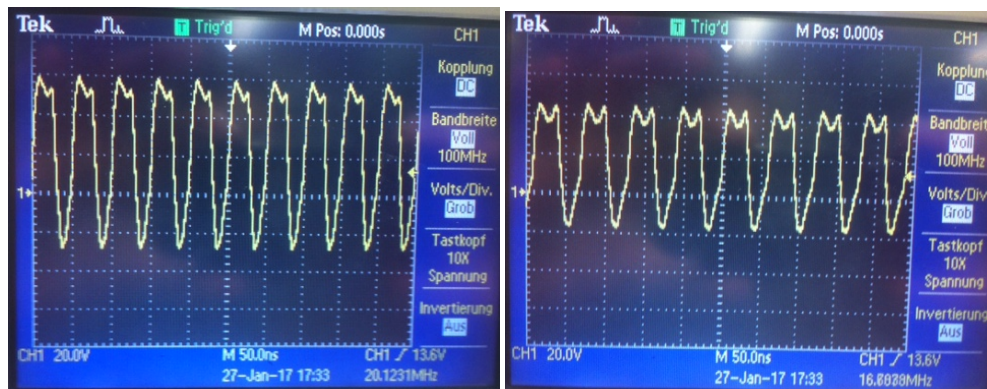 Tek T Trig'd M Pos: 0.000s CH1
Kopplung
DC
Bandbreite
Voll
100MHz
Volts/Div.
Grob
Tastkopf
10X
Spannung
Invertierung
Aus
1
CH1 20.0V M 50.0ns CH1 13.6V
27-Jan-17 17:33 20.1231MHz
Tek T Trig'd M Pos: 0.000s CH1
Kopplung
DC
Bandbreite
Voll
100MHz
Volts/Div
Grob
Tastkopf
10X
Spannung
Invertierung
Aus
1
CH1 20.0V M 50.0ns CH1 13.6V
27-Jan-17 17:33